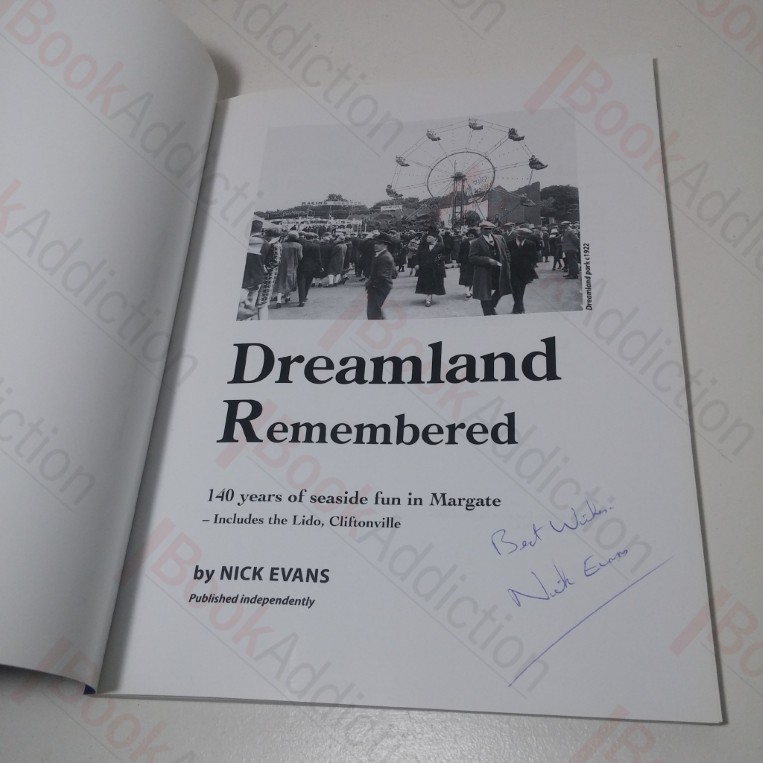 Dreamland park c1922
Dreamland
Remembered
140 years of seaside fun in Margate
– Includes the Lido, Cliftonville
by NICK EVANS
Published independently
Best Wishes.
Nick Evans
BookAddiction